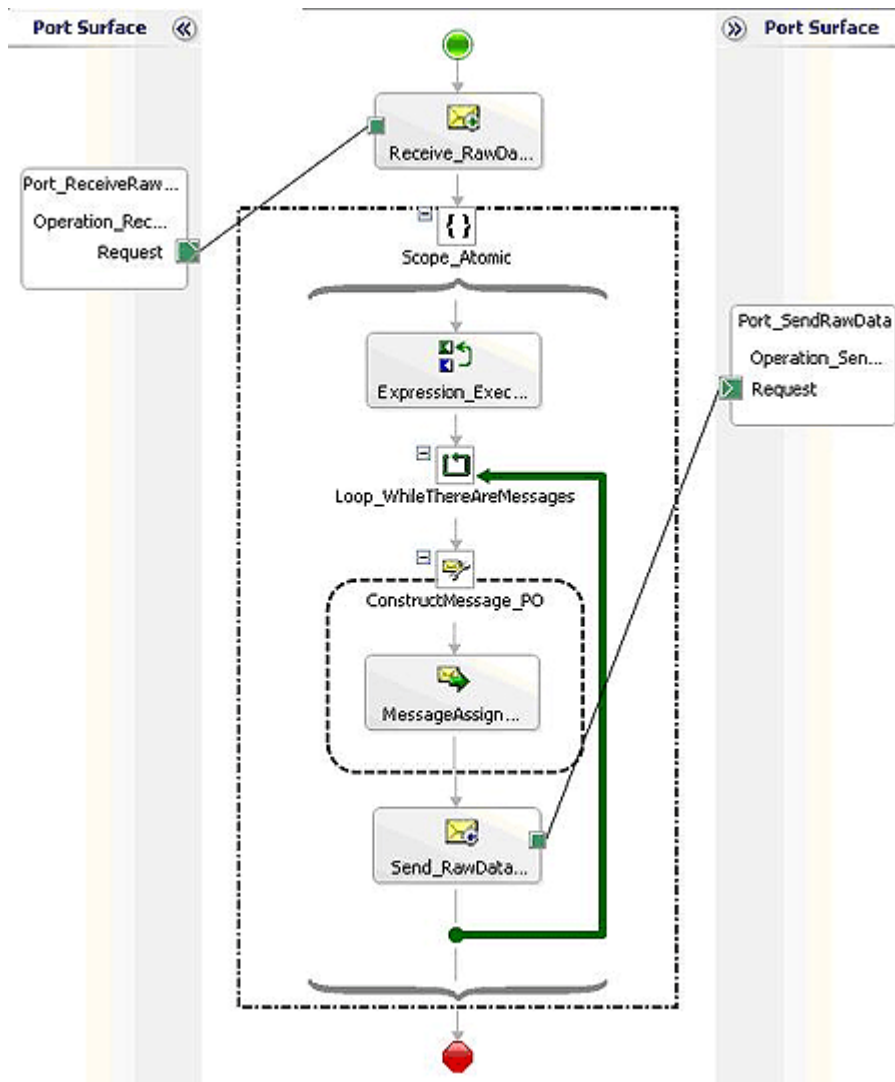 Port Surface
Port Surface
Receive_RawDa...
Port_ReceiveRaw...
Operation_Rec...
Request
{ }
Scope_Atomic
Port_SendRawData
Operation_Sen...
Request
Expression_Exec...
Loop_WhileThereAreMessages
ConstructMessage_PO
MessageAssign...
Send_RawData...